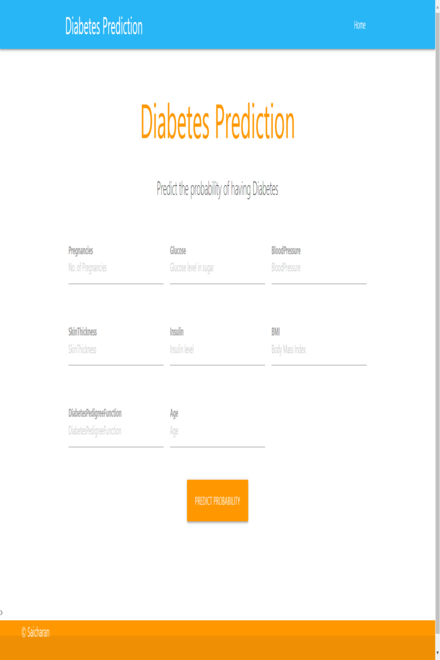 Diabetes Prediction
Home
Diabetes Prediction
Predict the probability of having Diabetes
Pregnancies Glucose BloodPressure
No. of Pregnancies Glucose level in sugar BloodPressure
SkinThickness Insulin BMI
SkinThickness Insulin level Body Mass Index
DiabetesPedigreeFunction Age
DiabetesPedigreeFunction Age
PREDICT PROBABILITY
>
© Saicharan